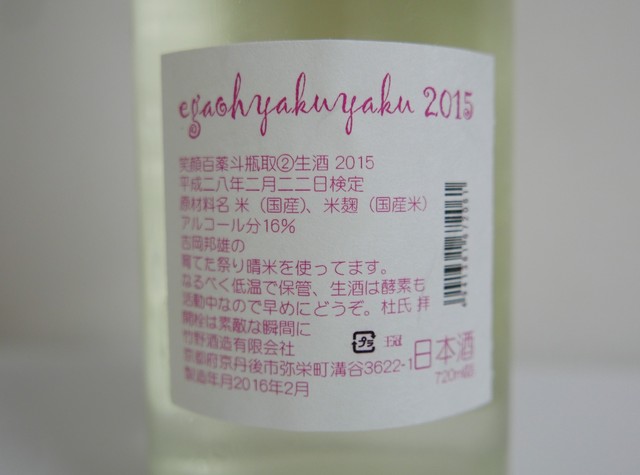 egaohyakuyaku 2015
笑顔百薬斗瓶取②生酒 2015
平成二八年二月二二日検定
原材料名 米（国産）、米麹（国産米）
アルコール分16%
吉岡邦雄の
育てた祭り晴米を使ってます。
なるべく低温で保管、生酒は酵素も
活動中なので早めにどうぞ。杜氏 拝
開栓は素敵な瞬間に
竹野酒造有限会社
京都府京丹後市弥栄町溝谷3622-1
製造年月2016年2月
プラ
日本酒
720ml